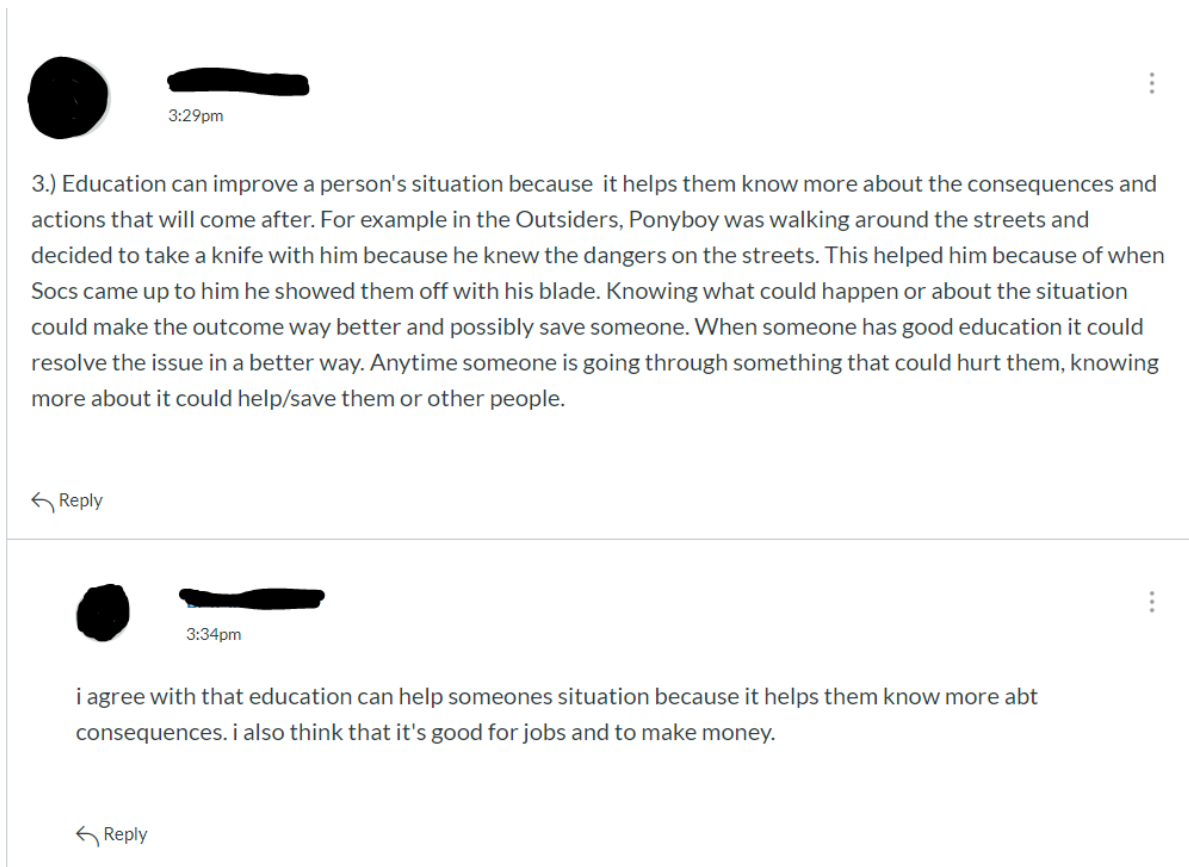 3:29pm
3.) Education can improve a person's situation because  it helps them know more about the consequences and
actions that will come after. For example in the Outsiders, Ponyboy was walking around the streets and
decided to take a knife with him because he knew the dangers on the streets. This helped him because of when
Socs came up to him he showed them off with his blade. Knowing what could happen or about the situation
could make the outcome way better and possibly save someone. When someone has good education it could
resolve the issue in a better way. Anytime someone is going through something that could hurt them, knowing
more about it could help/save them or other people.
Reply
3:34pm
i agree with that education can help someones situation because it helps them know more abt
consequences. i also think that it's good for jobs and to make money.
Reply